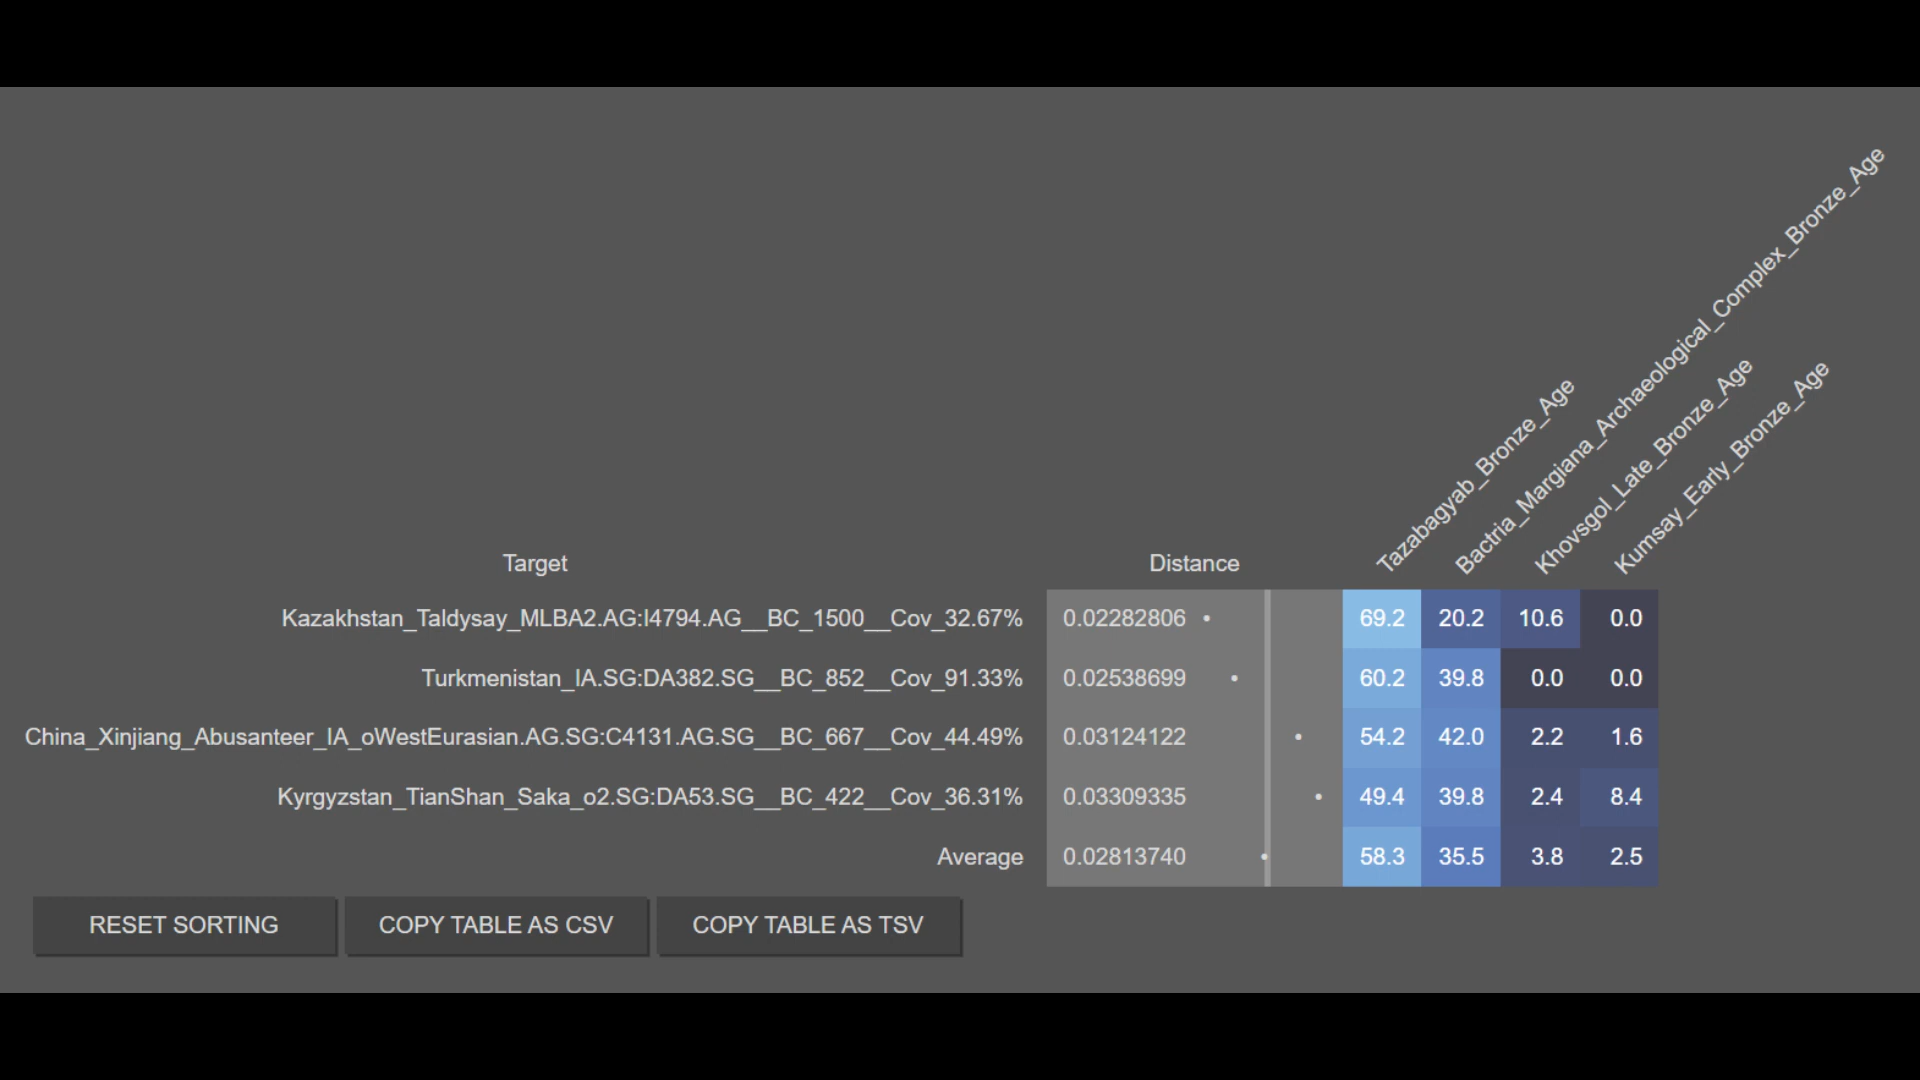 Tazabagyab_Bronze_Age
Bactria_Margiana_Archaeological_Complex_Bronze_Age
Khovsgol_Late_Bronze_Age
Kumsay_Early_Bronze_Age
Target Distance
Kazakhstan_Taldysay_MLBA2.AG:I4794.AG__BC_1500__Cov_32.67% 0.02282806 69.2 20.2 10.6 0.0
Turkmenistan_IA.SG:DA382.SG__BC_852__Cov_91.33% 0.02538699 60.2 39.8 0.0 0.0
China_Xinjiang_Abusanteer_IA_oWestEurasian.AG.SG:C4131.AG.SG__BC_667__Cov_44.49% 0.03124122 54.2 42.0 2.2 1.6
Kyrgyzstan_TianShan_Saka_o2.SG:DA53.SG__BC_422__Cov_36.31% 0.03309335 49.4 39.8 2.4 8.4
Average 0.02813740 58.3 35.5 3.8 2.5
RESET SORTING COPY TABLE AS CSV COPY TABLE AS TSV